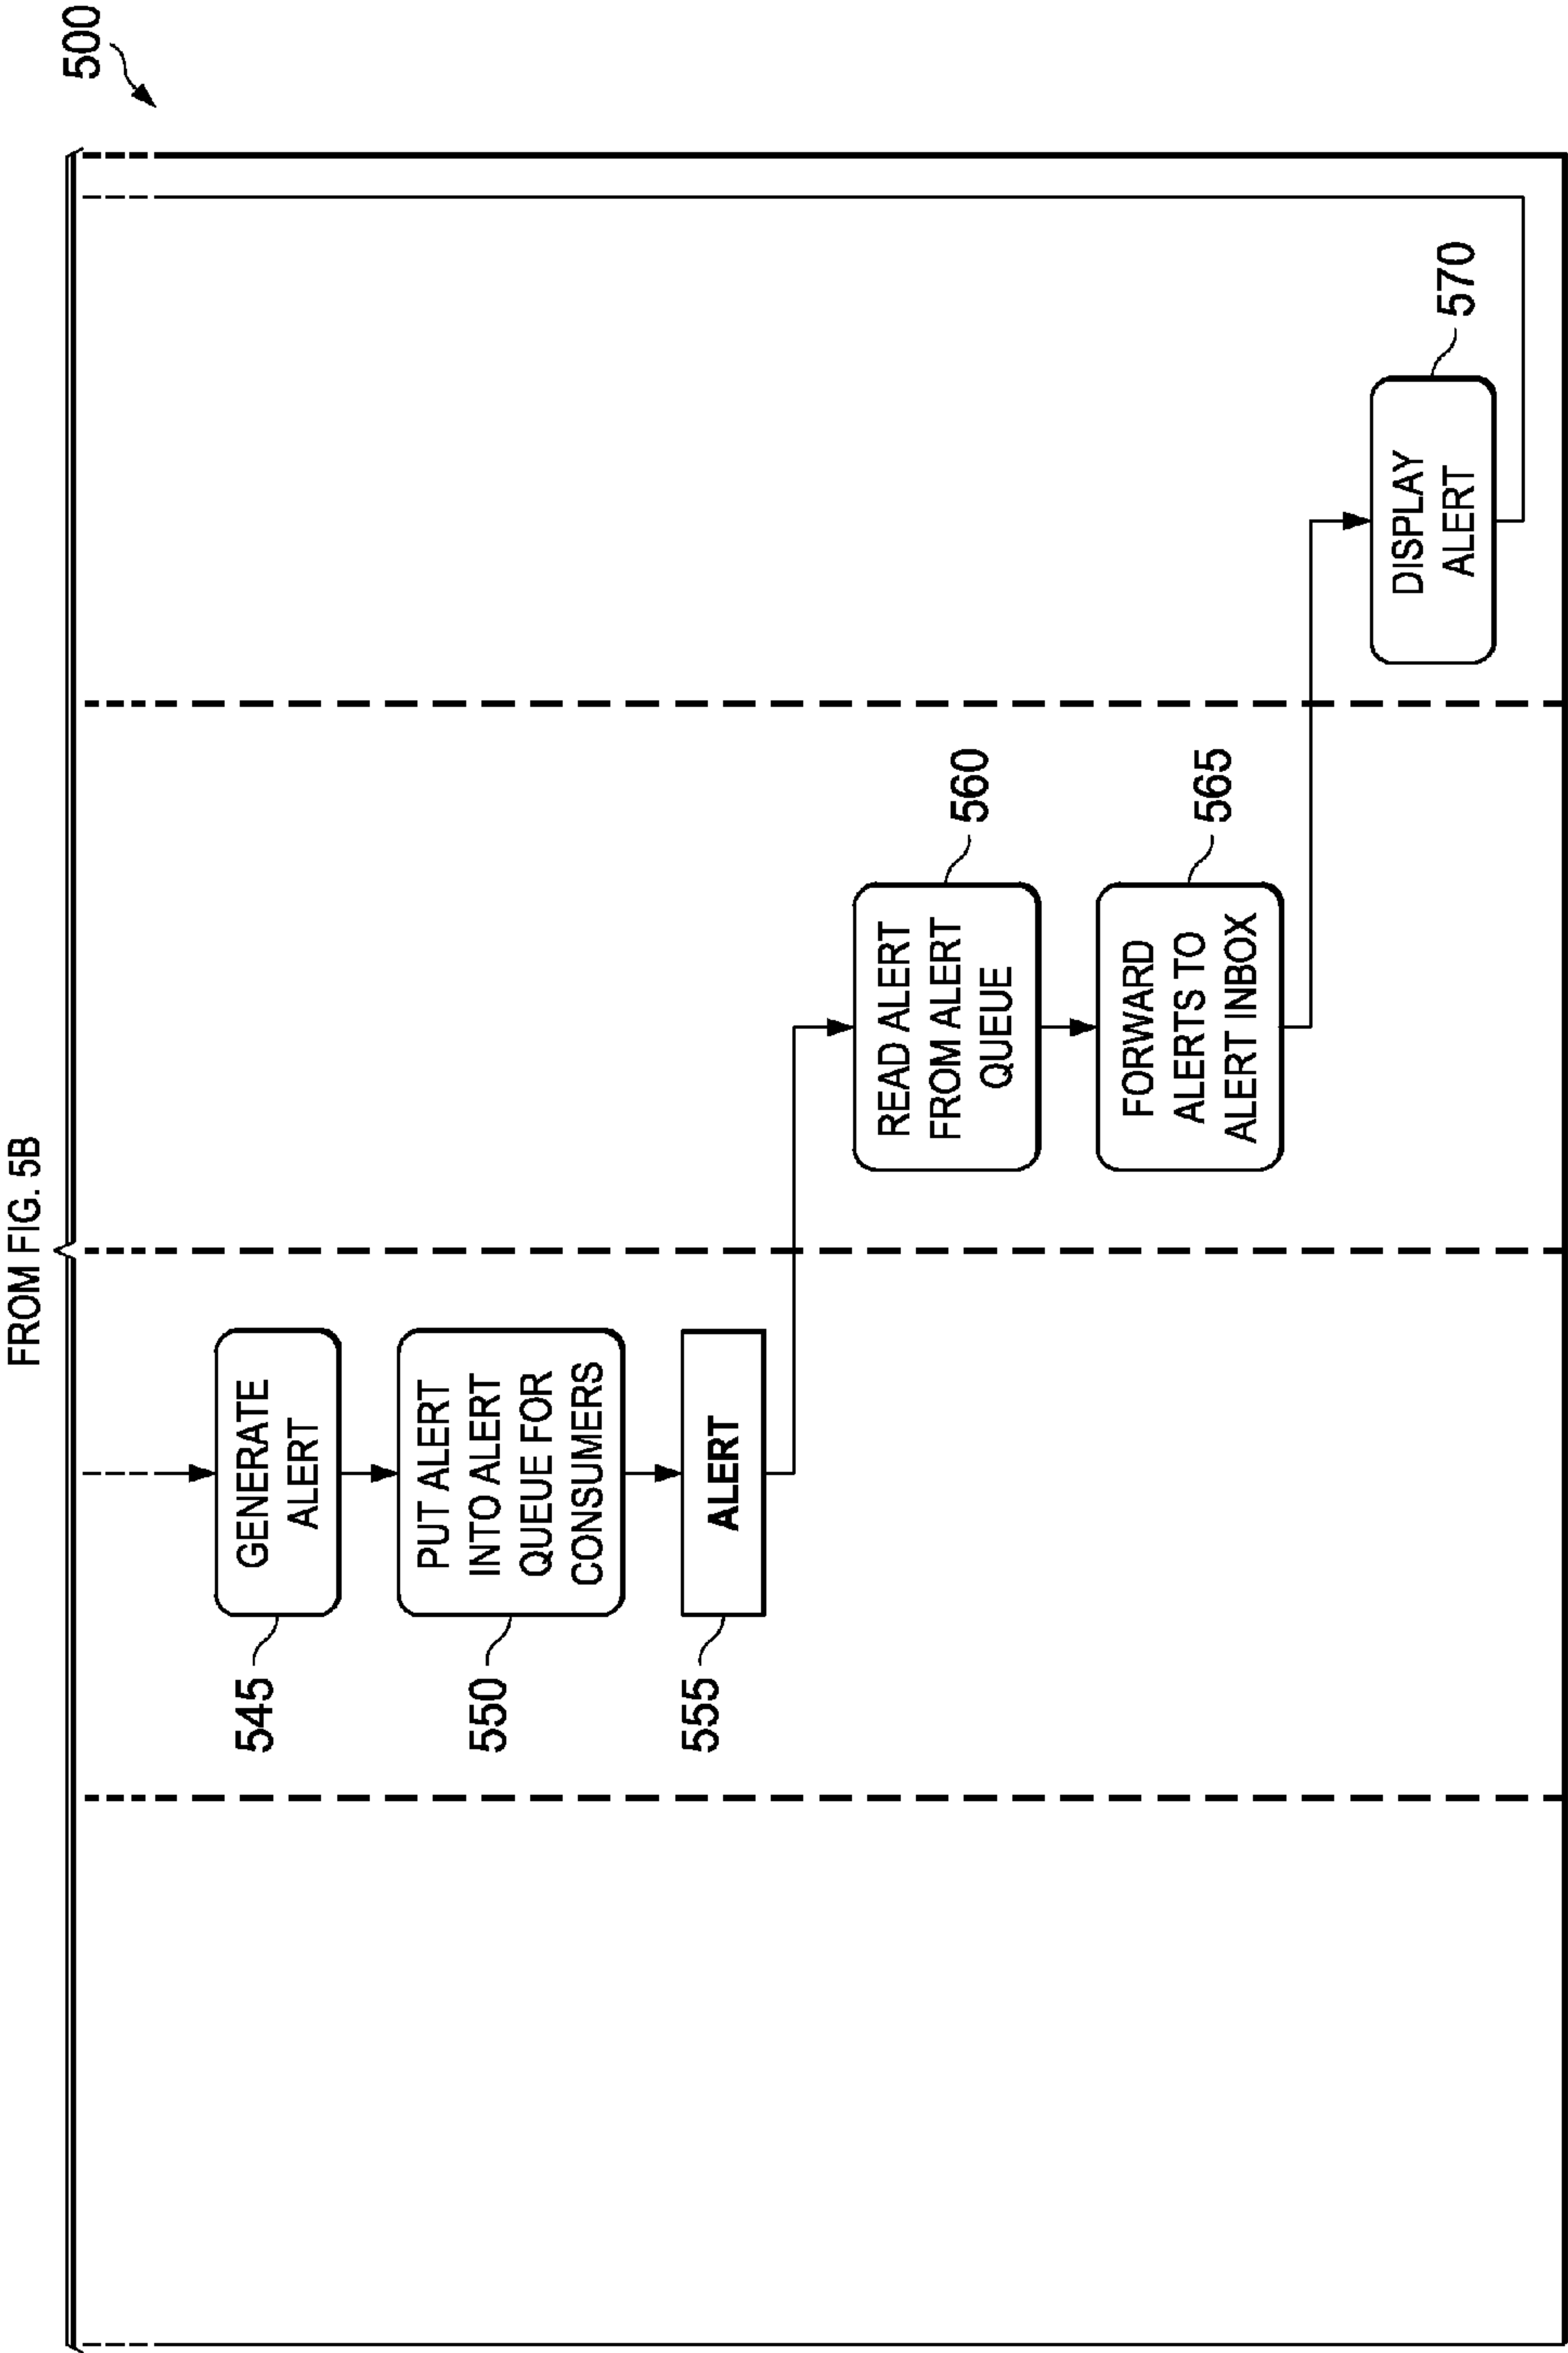 FROM FIG. 5B
500
545
GENERATE
ALERT
550
PUT ALERT
INTO ALERT
QUEUE FOR
CONSUMERS
555
ALERT
READ ALERT
FROM ALERT
QUEUE
560
FORWARD
ALERTS TO
ALERT INBOX
565
DISPLAY
ALERT
570